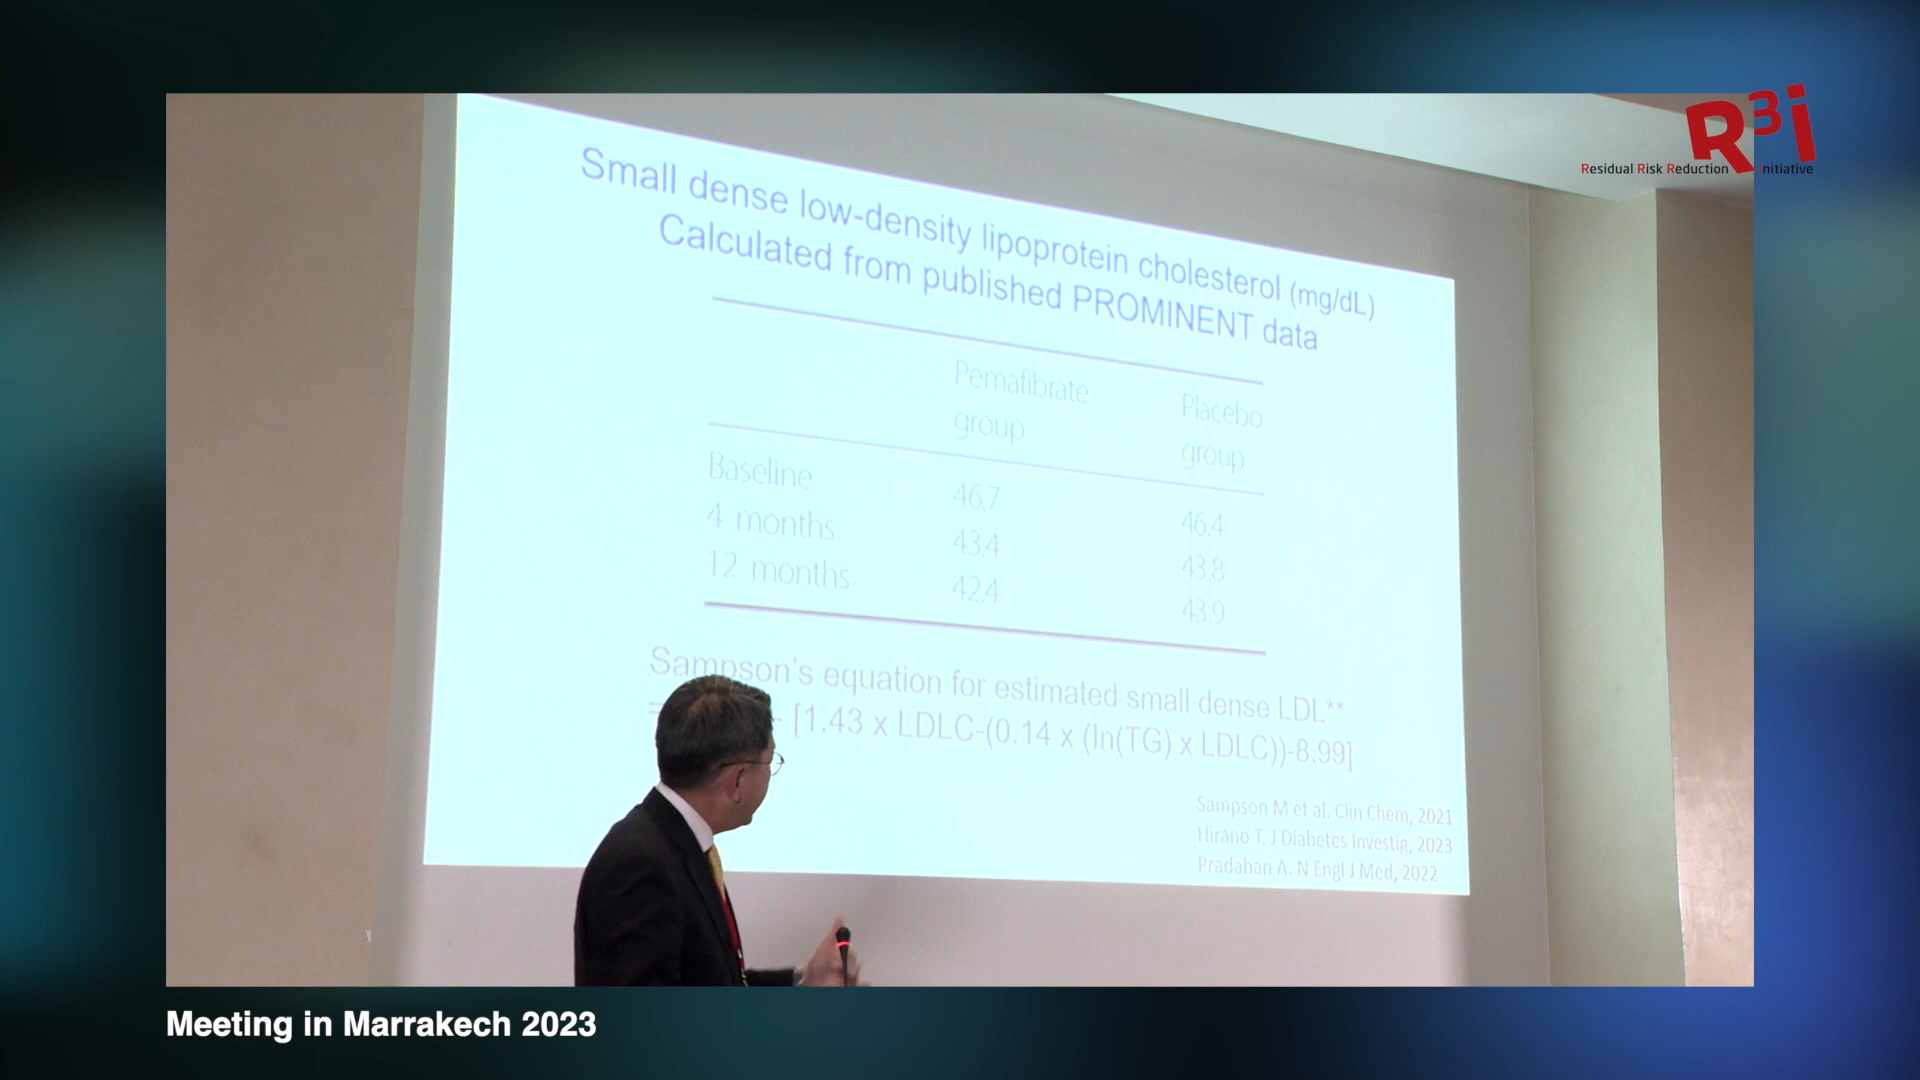 R3i
Residual Risk Reduction initiative
Small dense low-density lipoprotein cholesterol (mg/dL)
Calculated from published PROMINENT data
Pemafibrate group
Placebo group
Baseline 46.7 46.4
4 months 43.4 43.8
12 months 42.4 43.9
Sampson's equation for estimated small dense LDL**
= - [1.43 x LDLC-(0.14 x (ln(TG) x LDLC))-8.99]
Sampson M et al. Clin Chem, 2021
Hirano T. J Diabetes Investig, 2023
Pradahan A. N Engl J Med, 2022
Meeting in Marrakech 2023